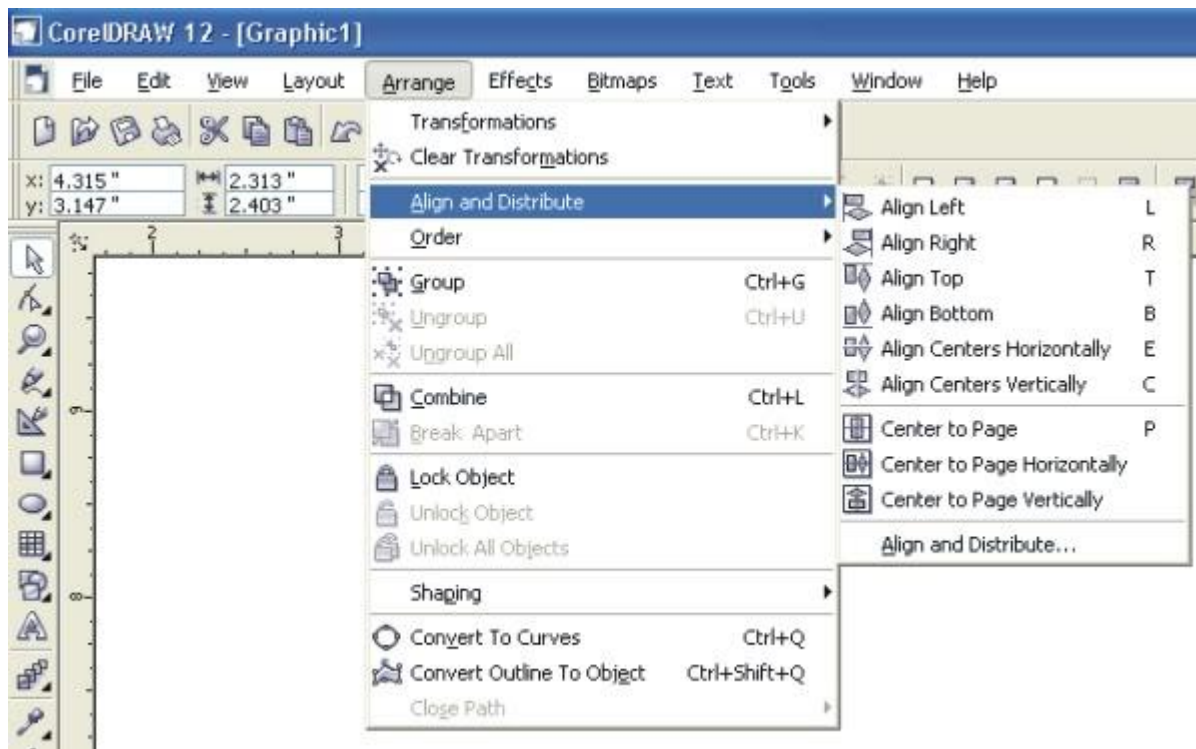 CorelDRAW 12 - [Graphic1]
File Edit View Layout Arrange Effects Bitmaps Text Tools Window Help
x: 4.315 "
y: 3.147 "
2.313 "
2.403 "
2 3
6
8
Transformations
Clear Transformations
Align and Distribute
Order
Group Ctrl+G
Ungroup Ctrl+U
Ungroup All
Combine Ctrl+L
Break Apart Ctrl+K
Lock Object
Unlock Object
Unlock All Objects
Shaping
Convert To Curves Ctrl+Q
Convert Outline To Object Ctrl+Shift+Q
Close Path
Align Left L
Align Right R
Align Top T
Align Bottom B
Align Centers Horizontally E
Align Centers Vertically C
Center to Page P
Center to Page Horizontally
Center to Page Vertically
Align and Distribute...